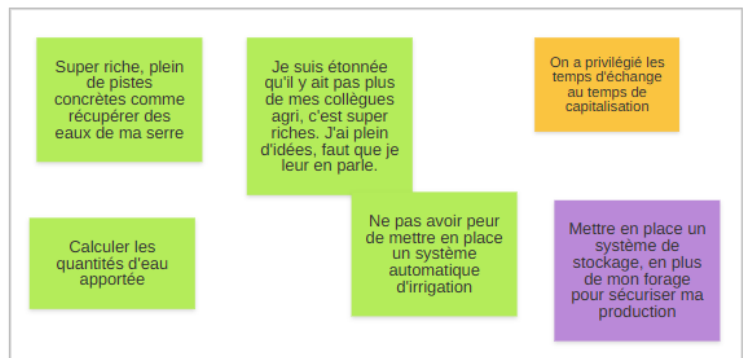 Super riche, plein
de pistes
concrètes comme
récupérer des
eaux de ma serre
Je suis étonnée
qu'il y ait pas plus
de mes collègues
agri, c'est super
riches. J'ai plein
d'idées, faut que je
leur en parle.
On a privilégié les
temps d'échange
au temps de
capitalisation
Calculer les
quantités d'eau
apportée
Ne pas avoir peur
de mettre en place
un système
automatique
d'irrigation
Mettre en place un
système de
stockage, en plus
de mon forage
pour sécuriser ma
production